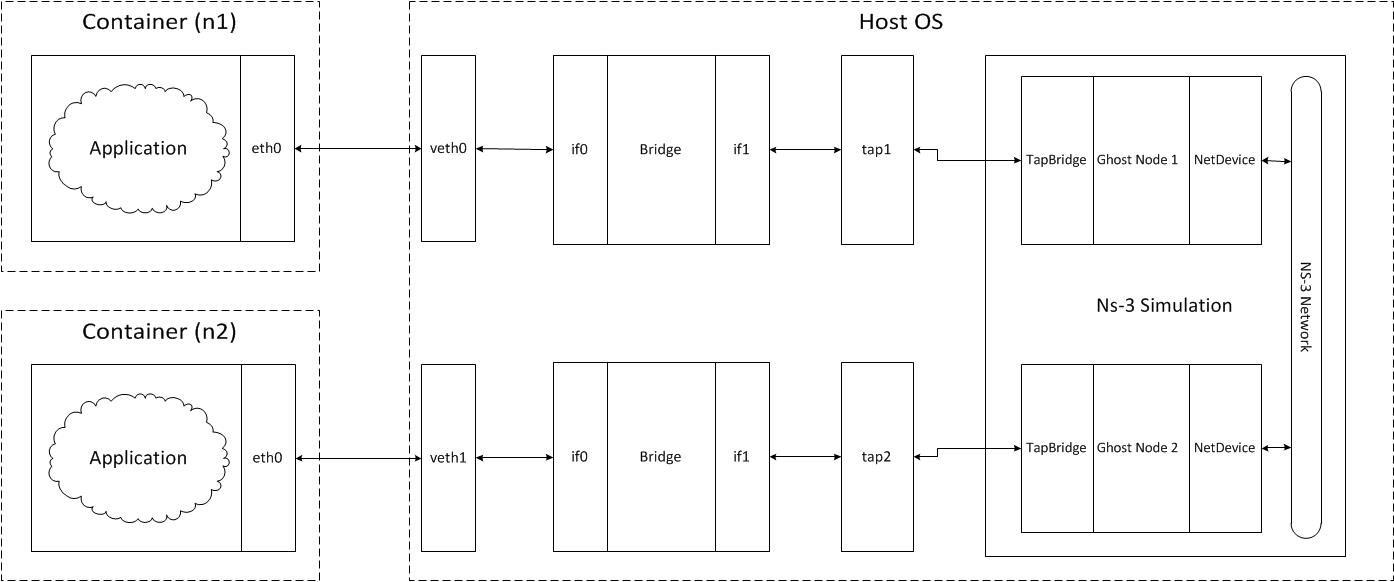 Container (n1)
Host OS
Application
eth0
veth0
if0
Bridge
if1
tap1
TapBridge
Ghost Node 1
NetDevice
NS-3 Network
Ns-3 Simulation
Container (n2)
Application
eth0
veth1
if0
Bridge
if1
tap2
TapBridge
Ghost Node 2
NetDevice